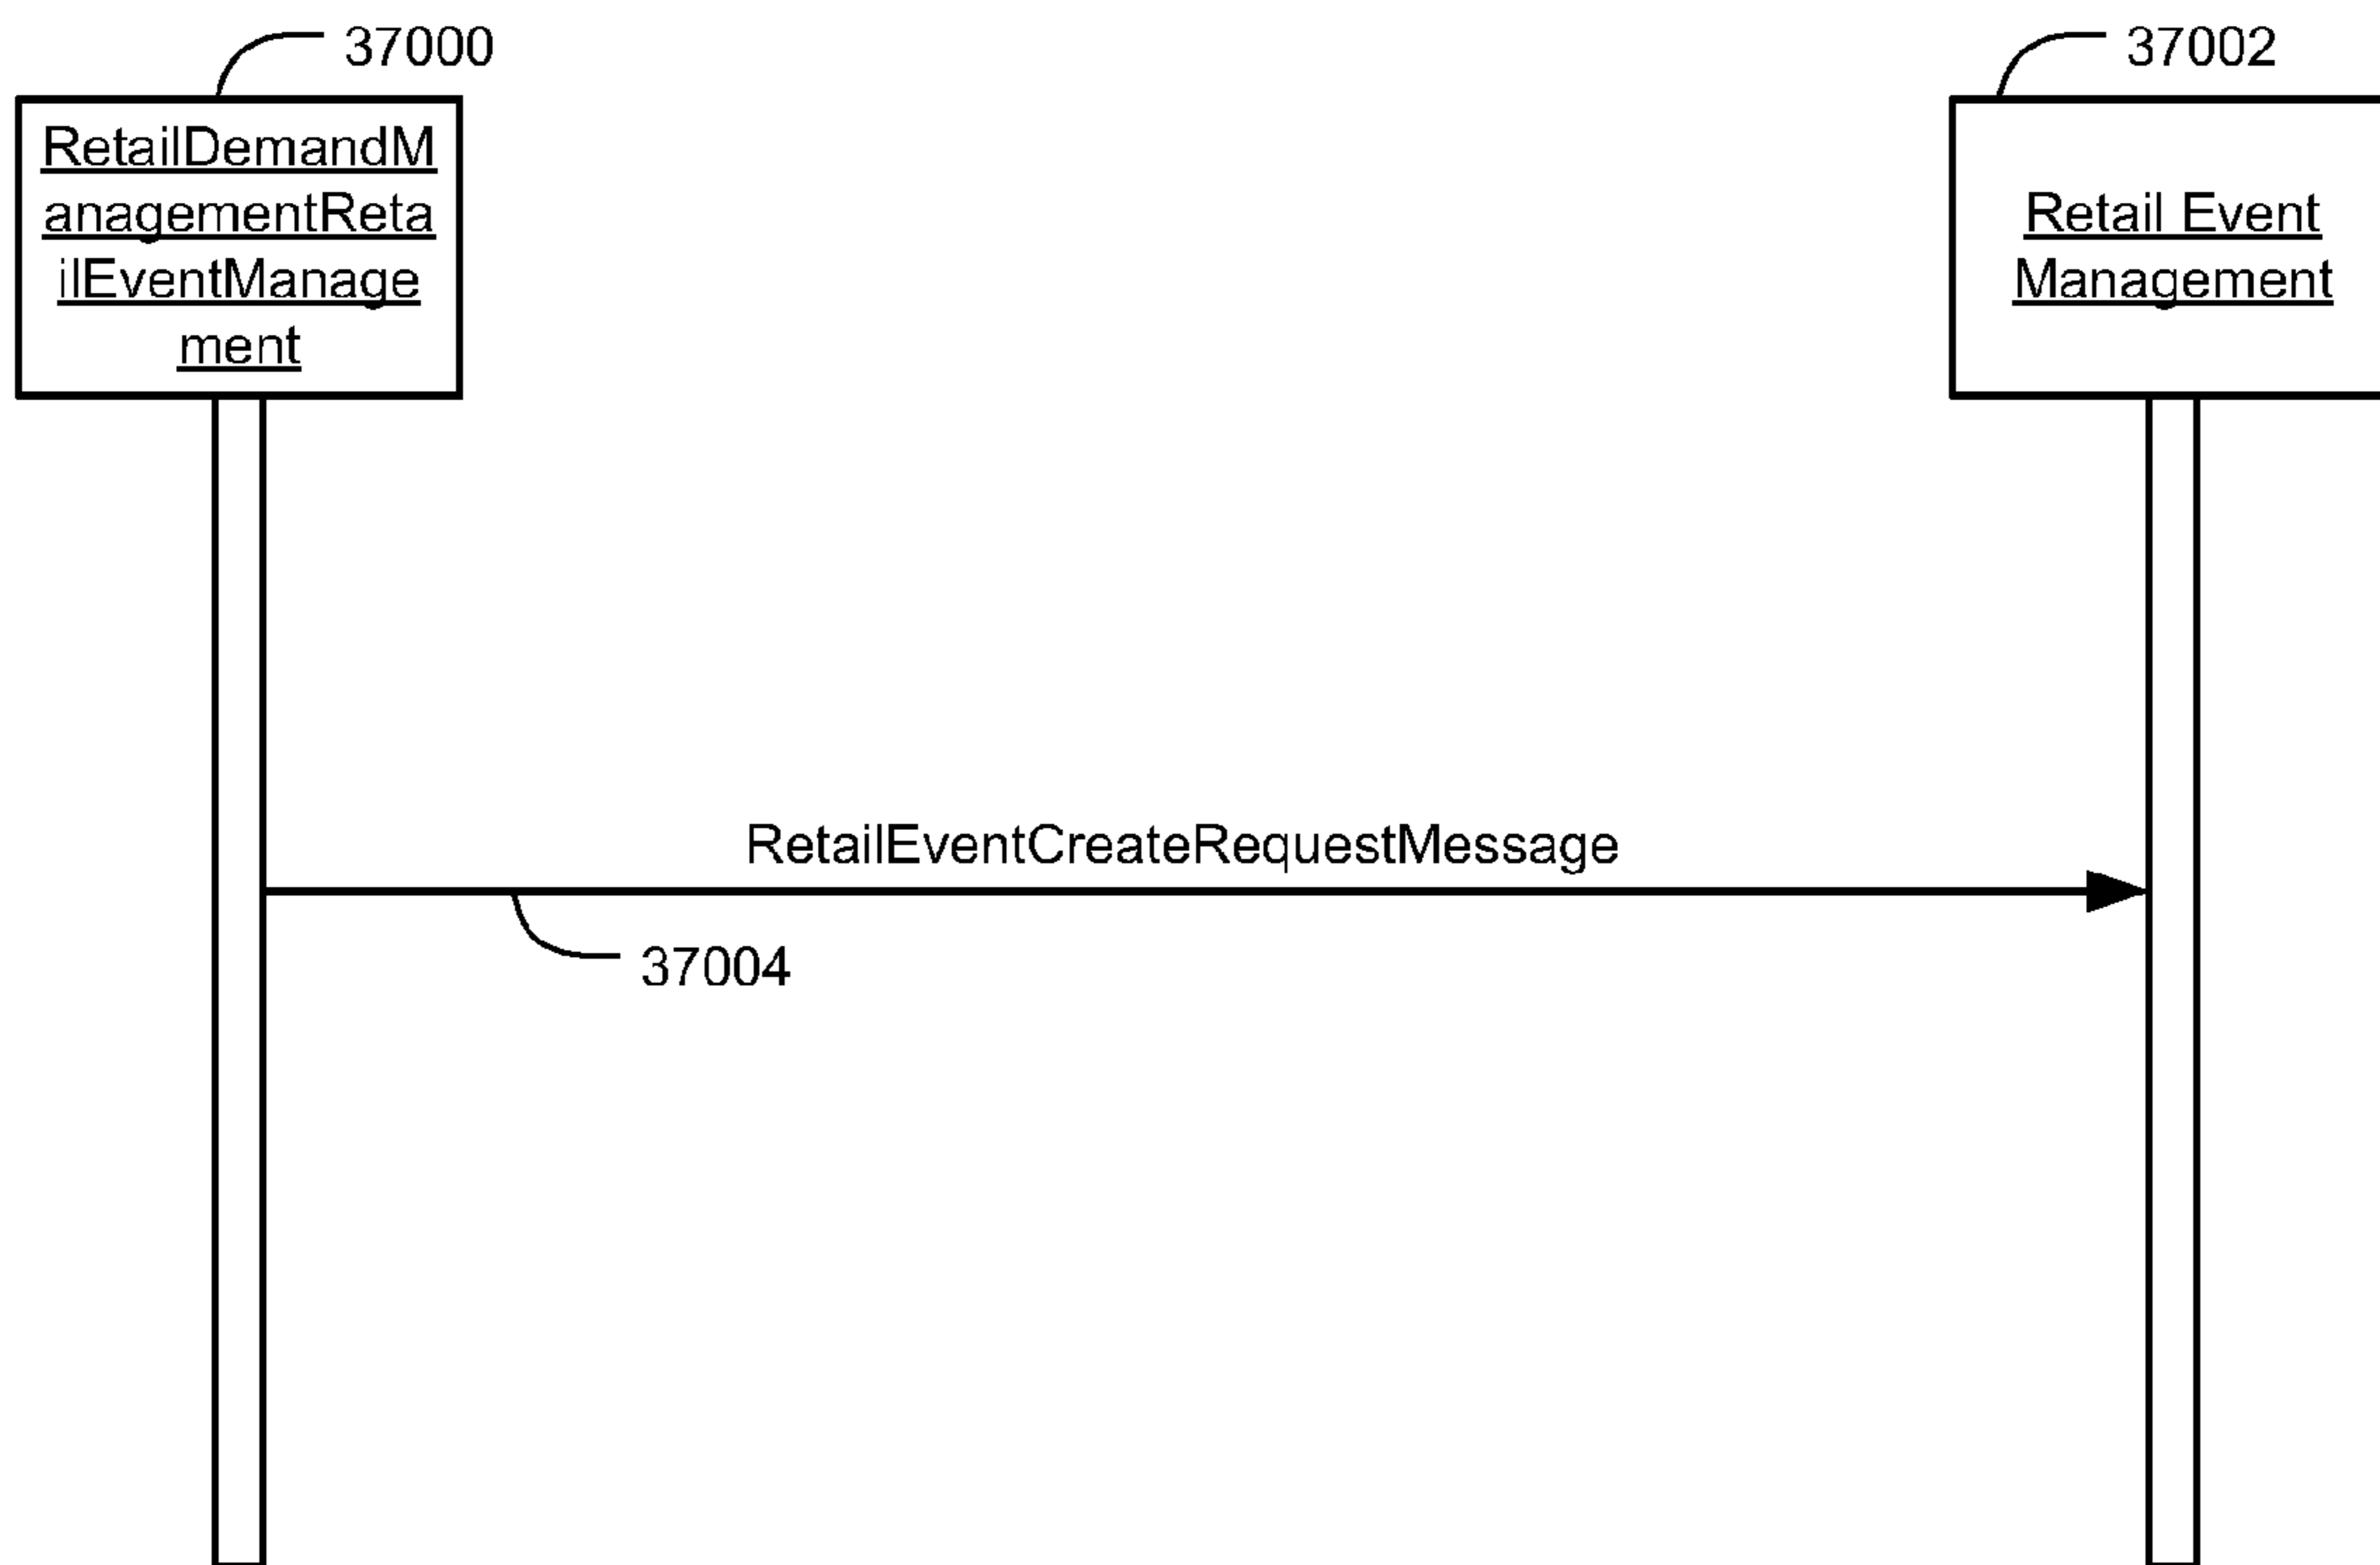 37000
RetailDemandM
anagementReta
ilEventManage
ment
37002
Retail Event
Management
RetailEventCreateRequestMessage
37004